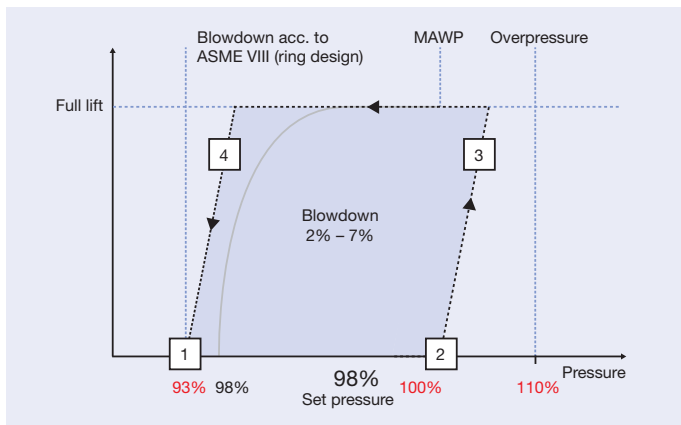 Blowdown acc. to
ASME VIII (ring design)
MAWP
Overpressure
Full lift
4
3
Blowdown
2% – 7%
1
2
Pressure
93%
98%
98%
100%
110%
Set pressure